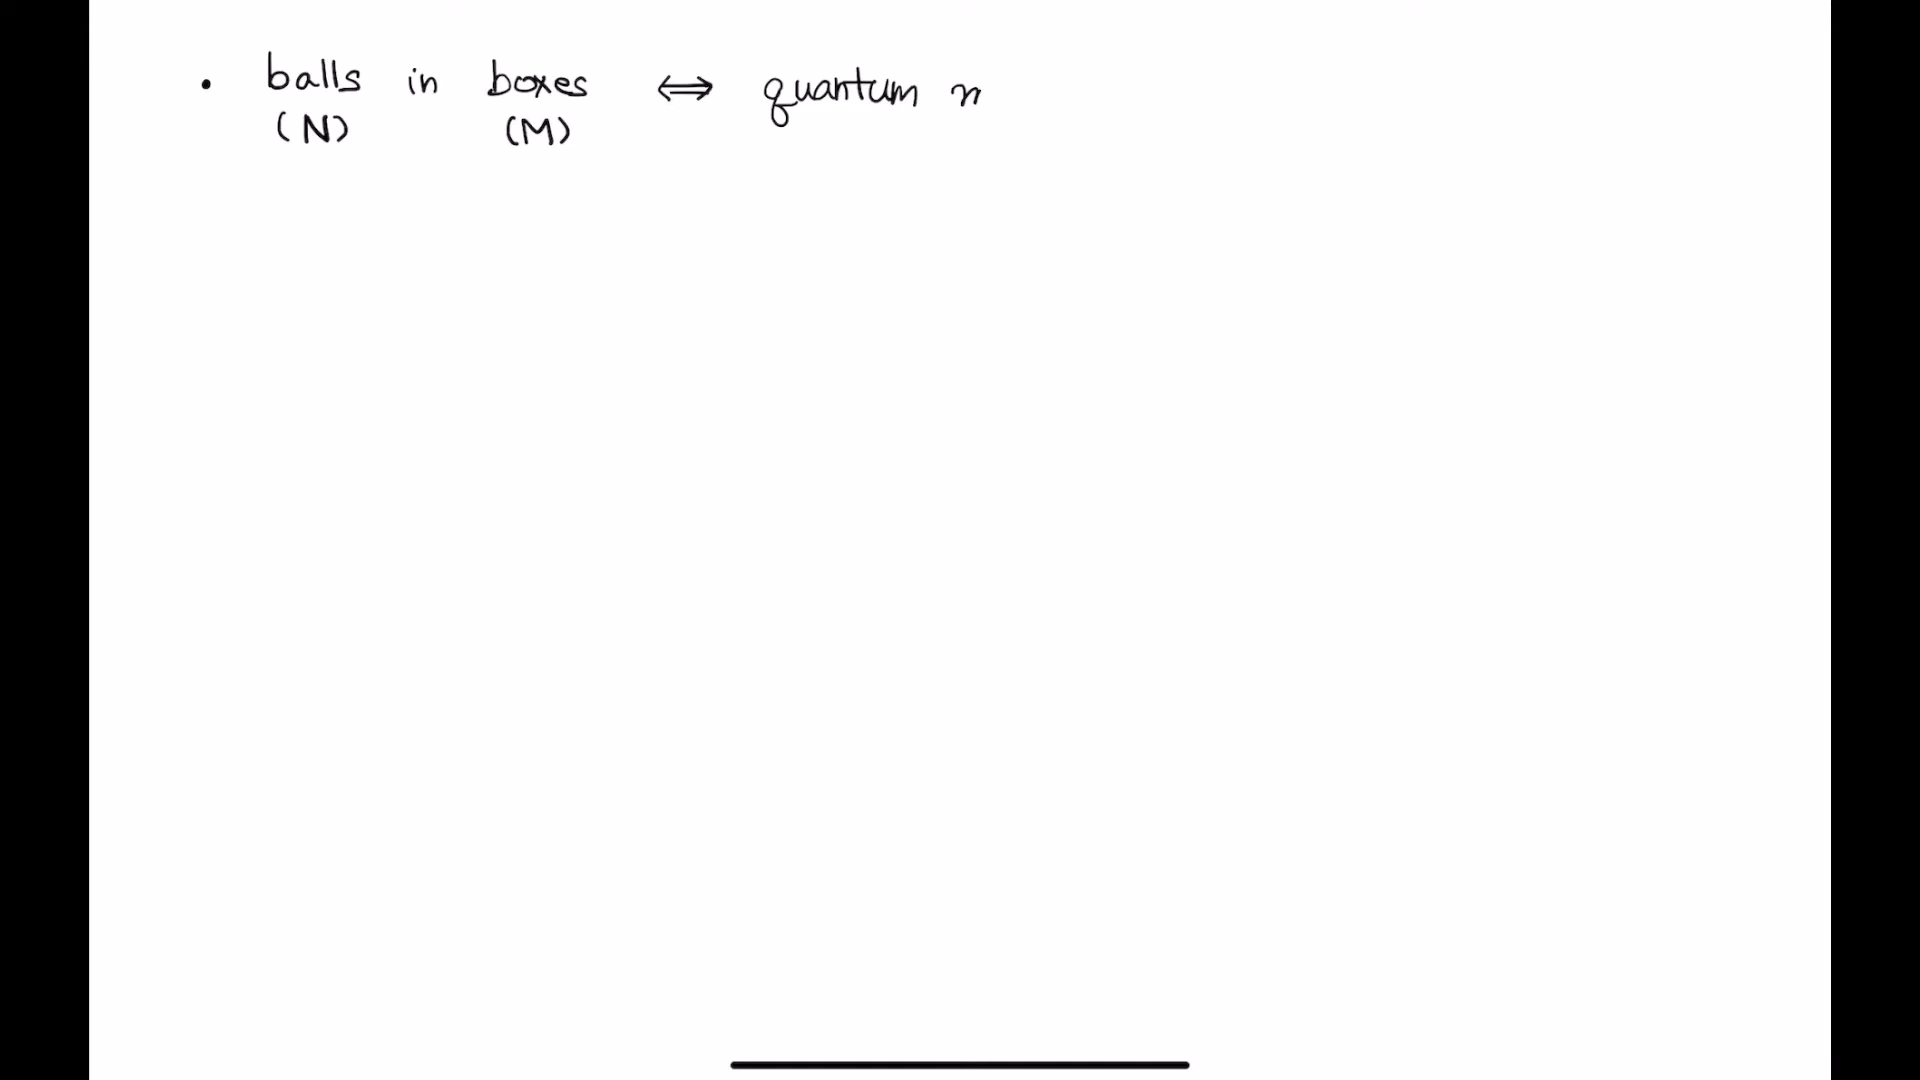 • balls in boxes ⟺ quantum n
(N) (M)